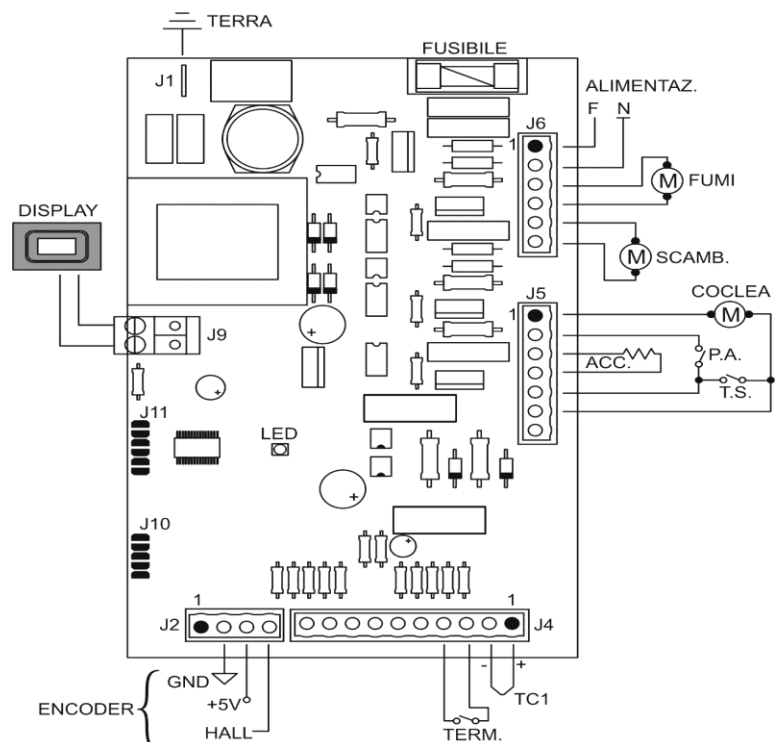 TERRA
FUSIBILE
J1
ALIMENTAZ.
F N
J6
1
M FUMI
DISPLAY
M SCAMB.
COCLEA
J5
1
M
J9
P.A.
ACC.
T.S.
J11
LED
J10
1
1
J2
J4
GND
- +
+5V
TC1
ENCODER
HALL
TERM.